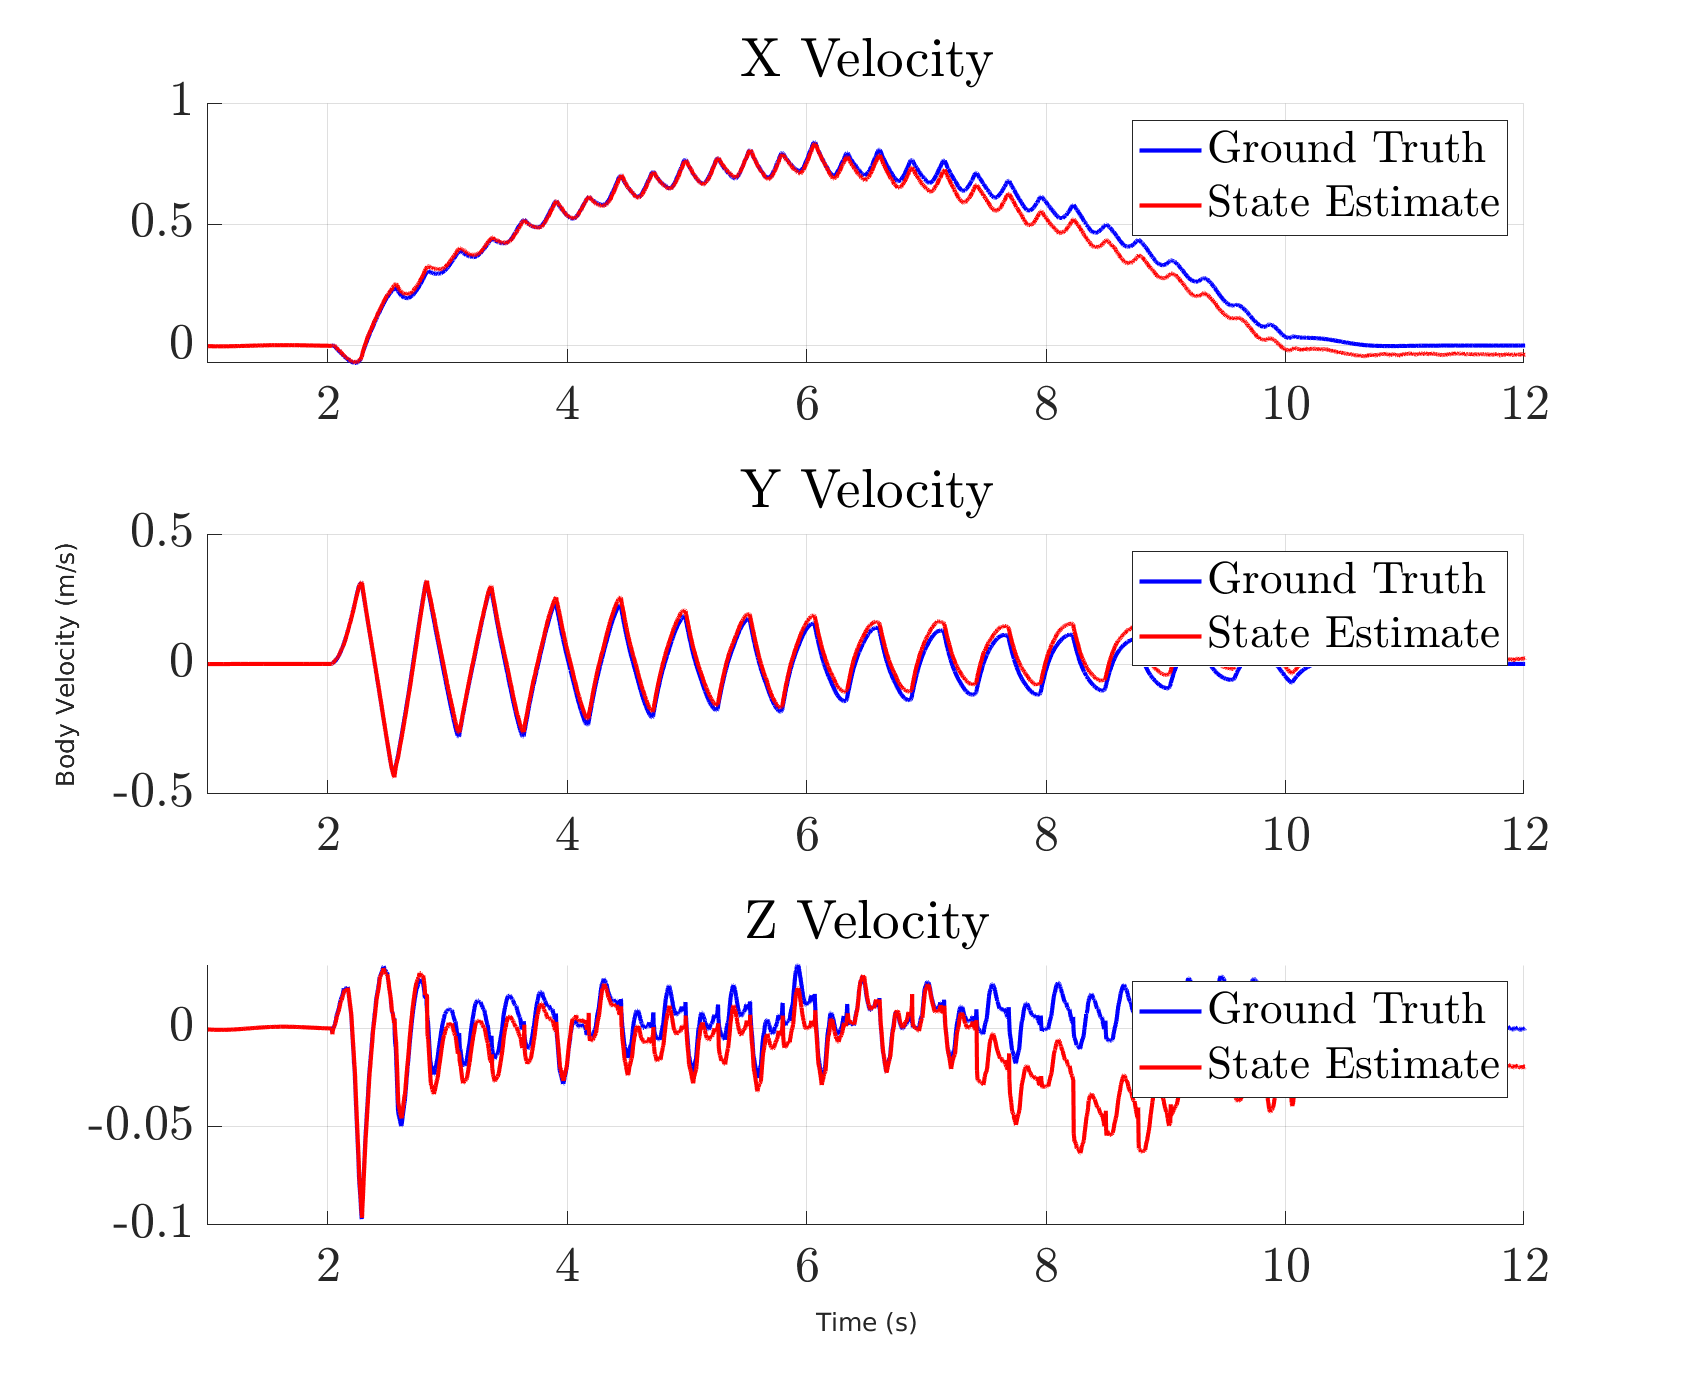 X Velocity
1
0.5
0
2 4 6 8 10 12
Ground Truth
State Estimate
Y Velocity
0.5
0
-0.5
2 4 6 8 10 12
Ground Truth
State Estimate
Body Velocity (m/s)
Z Velocity
0
-0.05
-0.1
2 4 6 8 10 12
Ground Truth
State Estimate
Time (s)